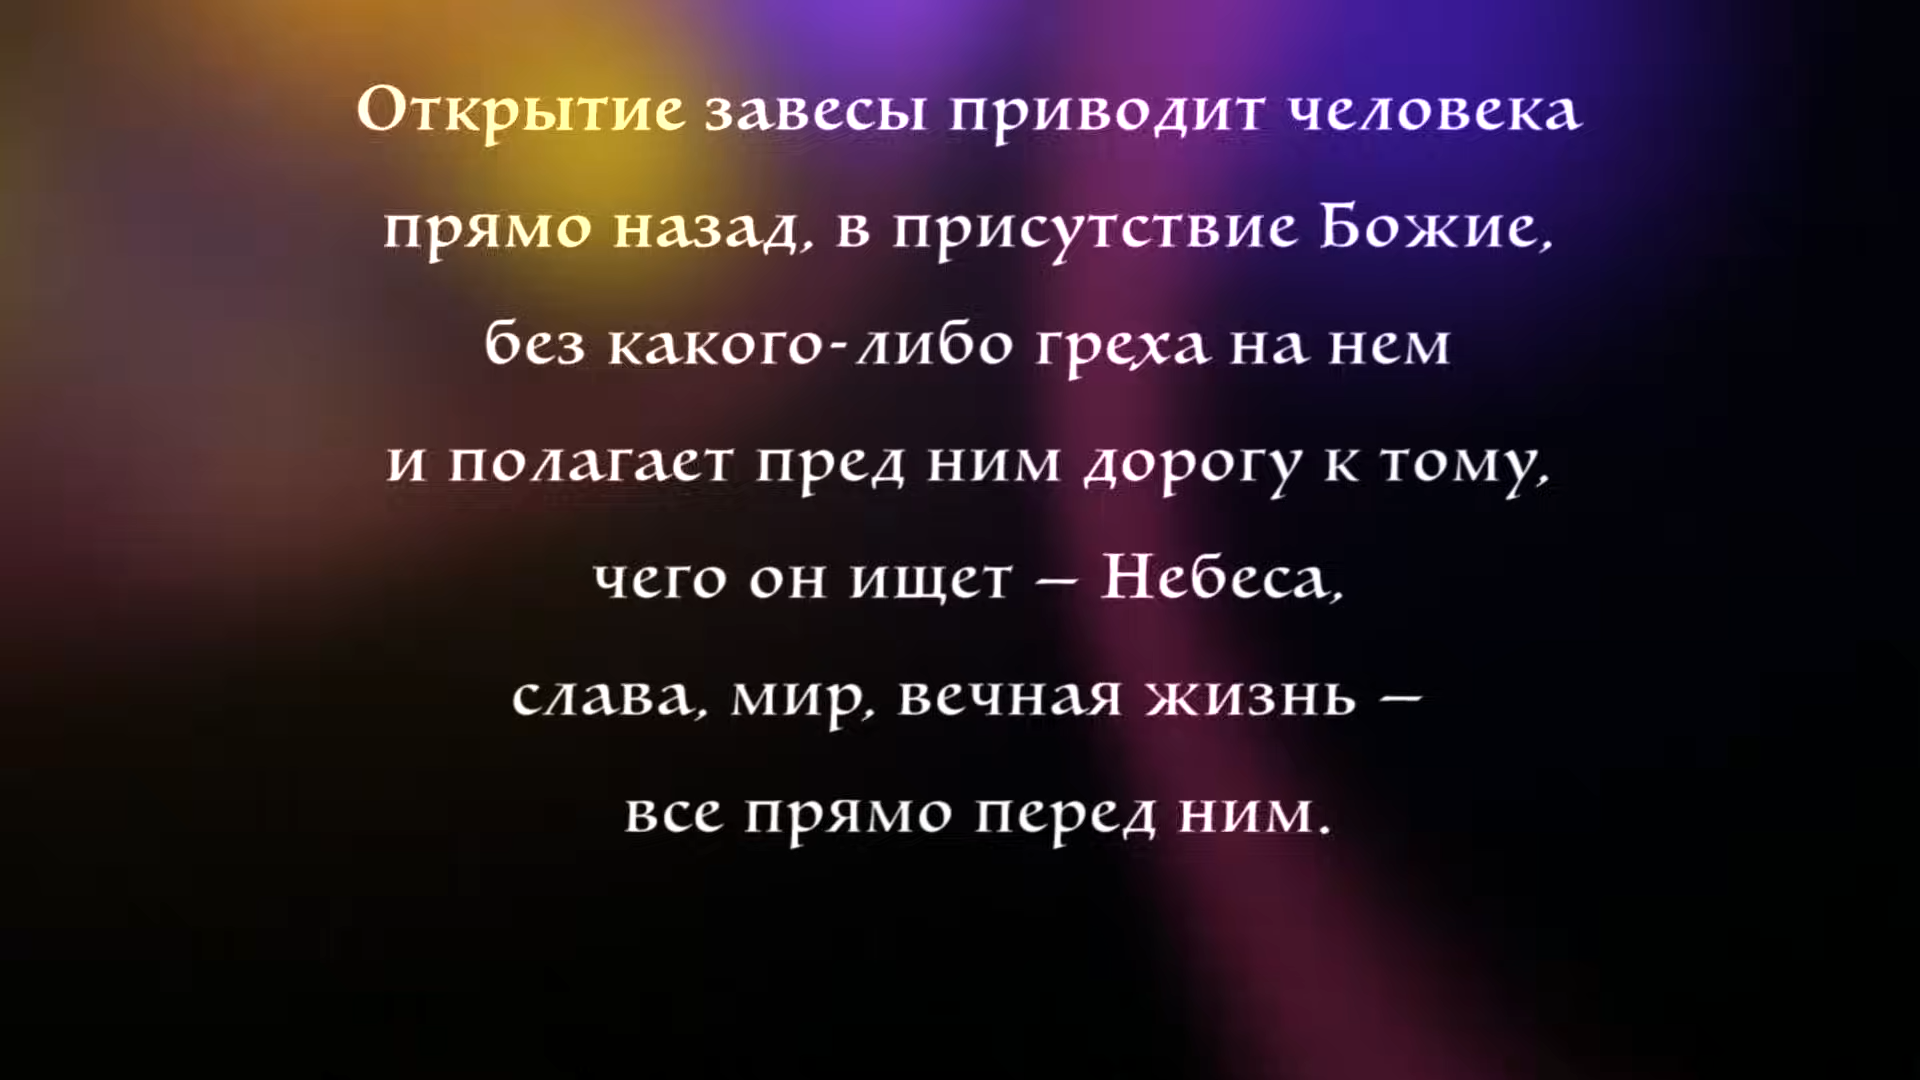 Открытие завесы приводит человека
прямо назад, в присутствие Божие,
без какого-либо греха на нем
и полагает пред ним дорогу к тому,
чего он ищет – Небеса,
слава, мир, вечная жизнь –
все прямо перед ним.